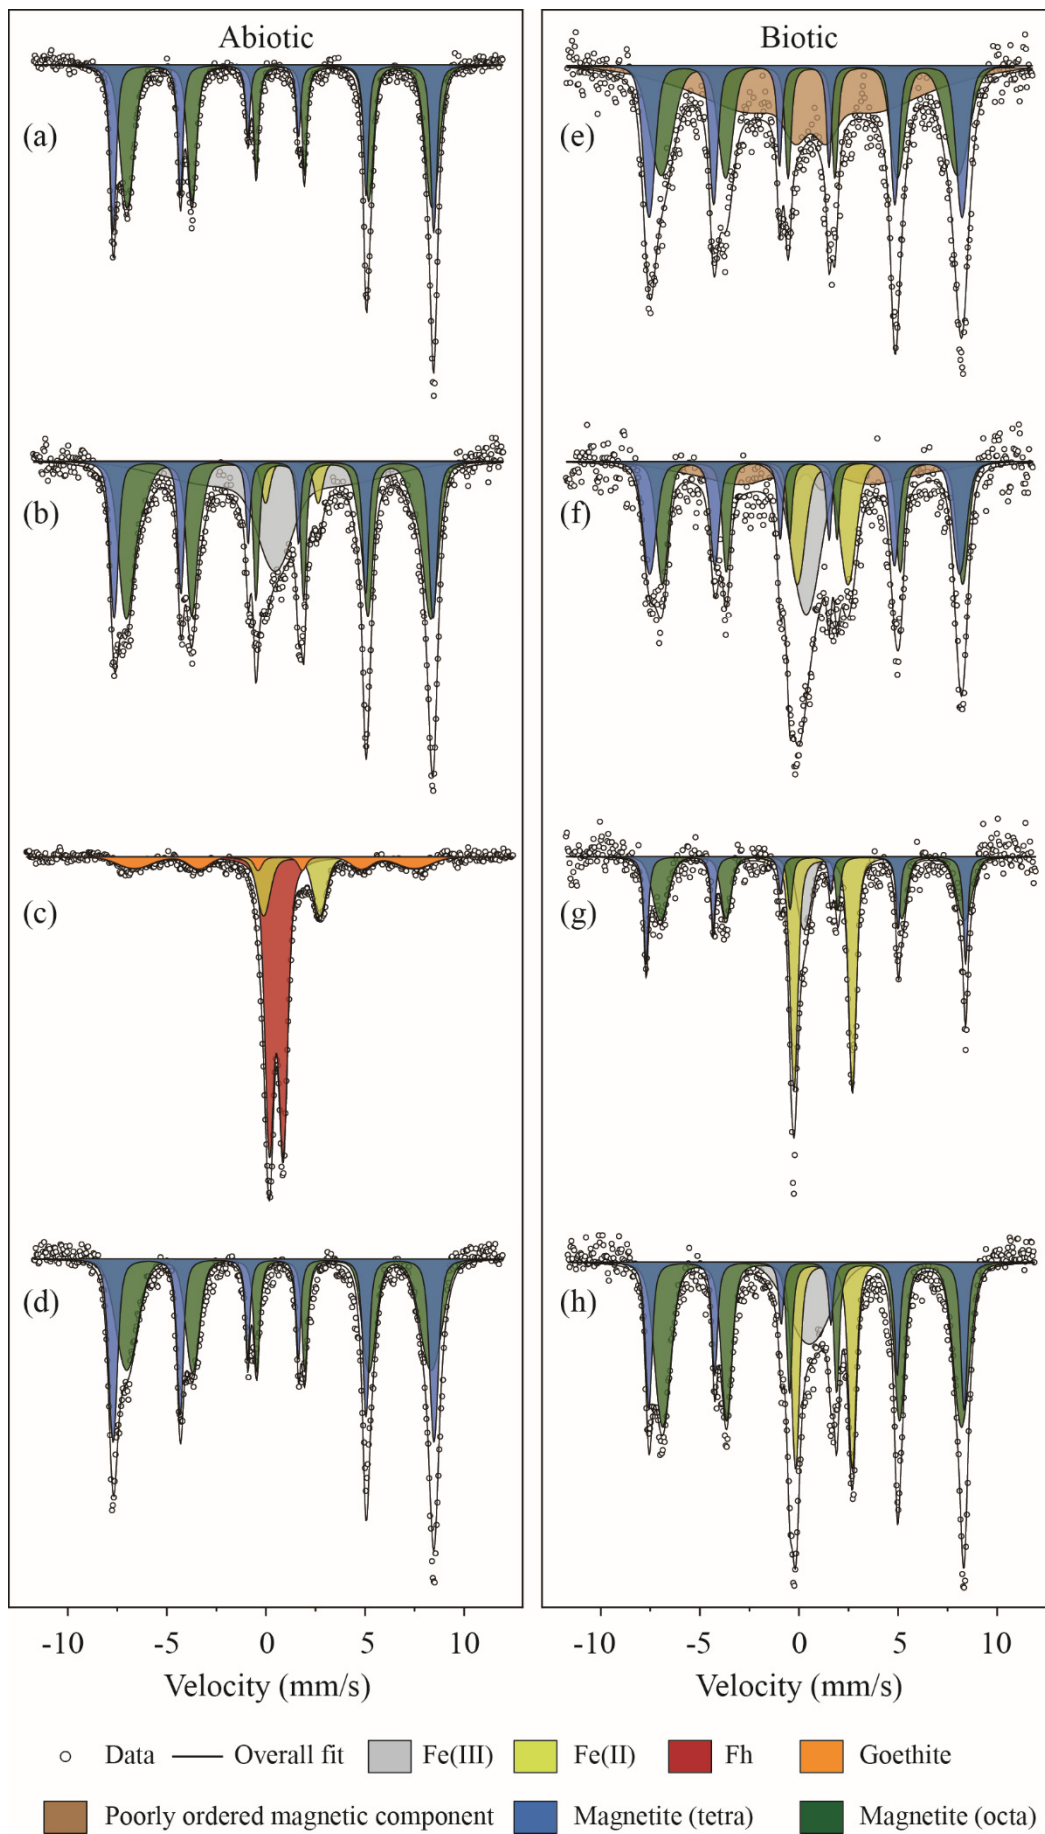 Abiotic
Biotic
(a)
(e)
(b)
(f)
(c)
(g)
(d)
(h)
-10 -5 0 5 10
-10 -5 0 5 10
Velocity (mm/s)
Velocity (mm/s)
Data Overall fit Fe(III) Fe(II) Fh Goethite
Poorly ordered magnetic component Magnetite (tetra) Magnetite (octa)